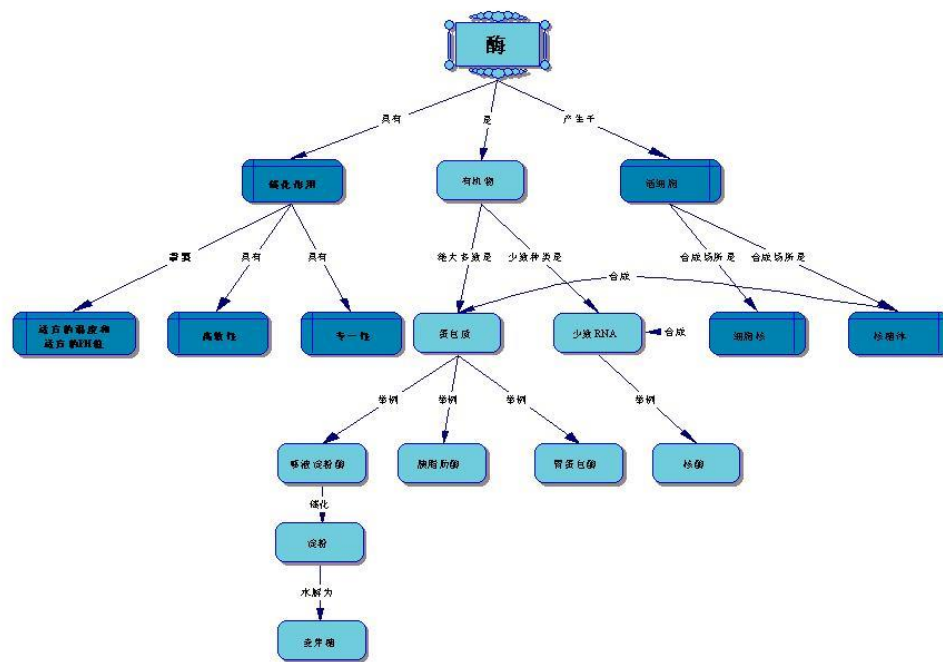 酶
具有
是
产生于
催化作用
有机物
活细胞
需要
具有
具有
绝大多数是
少数种类是
合成场所是
合成场所是
合成
适宜的温度和
适宜的PH值
高效性
专一性
蛋白质
少数RNA
合成
细胞核
核糖体
举例
举例
举例
举例
唾液淀粉酶
胰脂肪酶
胃蛋白酶
核酶
催化
淀粉
水解为
麦芽糖